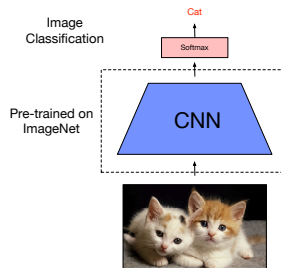 Image
Classification
Cat
Softmax
Pre-trained on
ImageNet
CNN